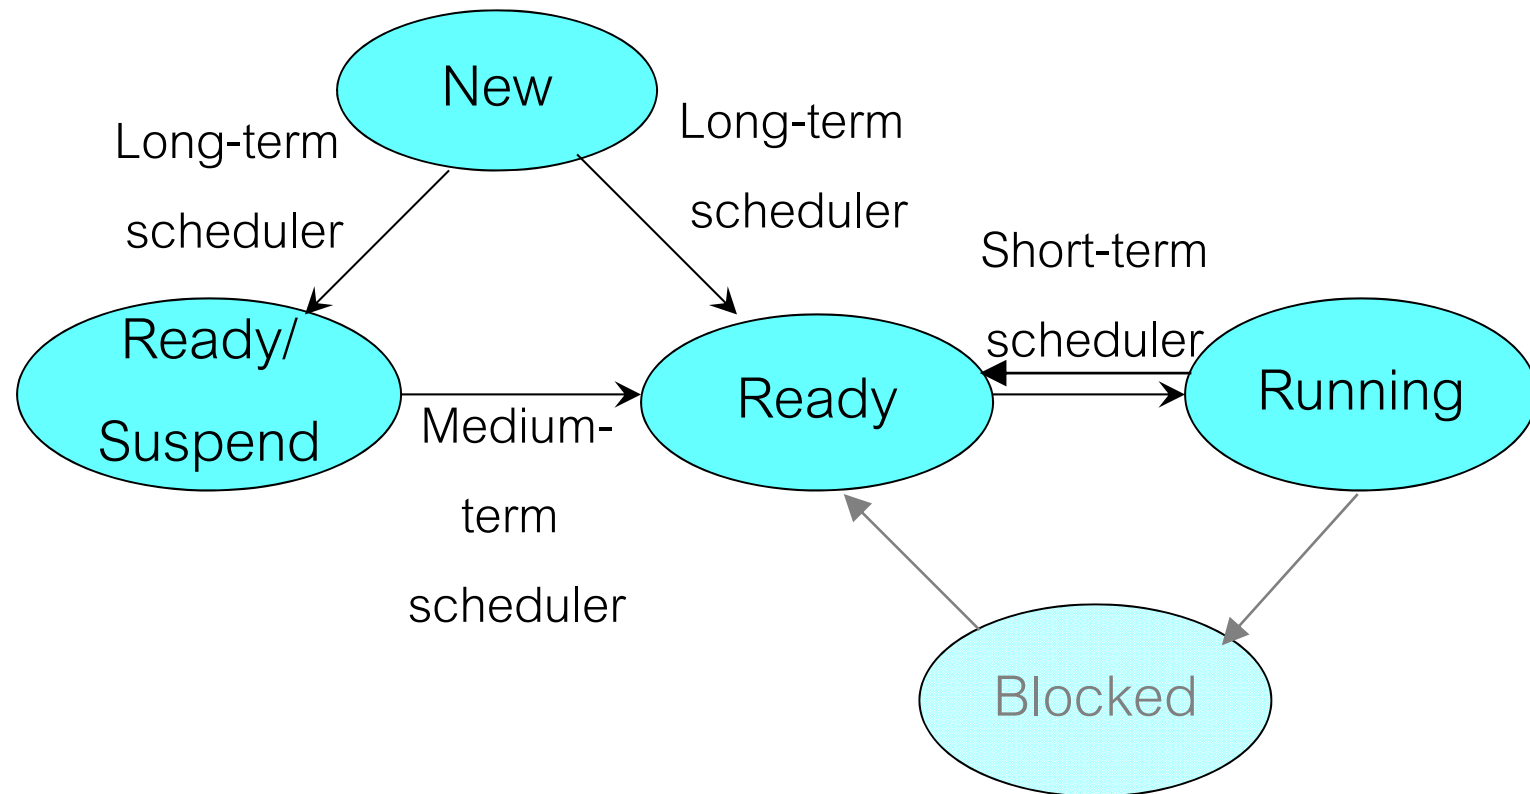 New
Long-term
scheduler
Long-term
scheduler
Short-term
scheduler
Ready/
Suspend
Medium-
term
scheduler
Ready
Running
Blocked